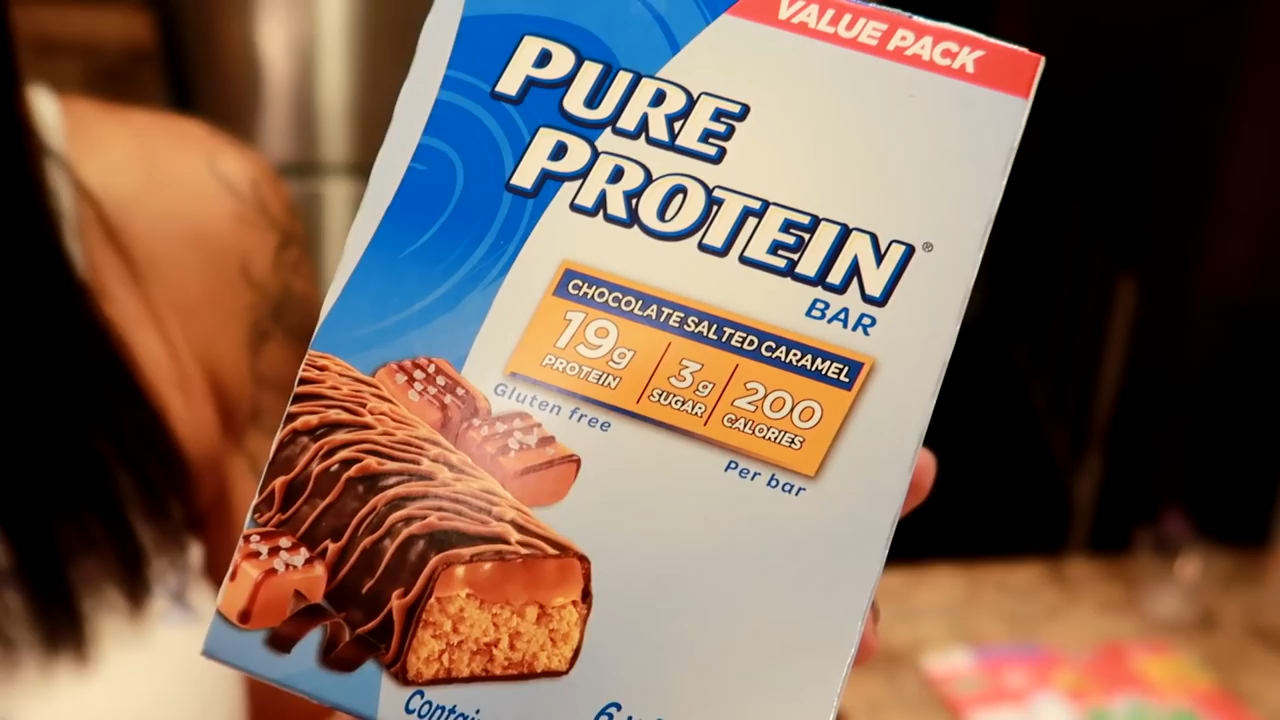 VALUE PACK
PURE
PROTEIN®
BAR
CHOCOLATE SALTED CARAMEL
19g
PROTEIN
3g
SUGAR
200
CALORIES
Gluten free
Per bar